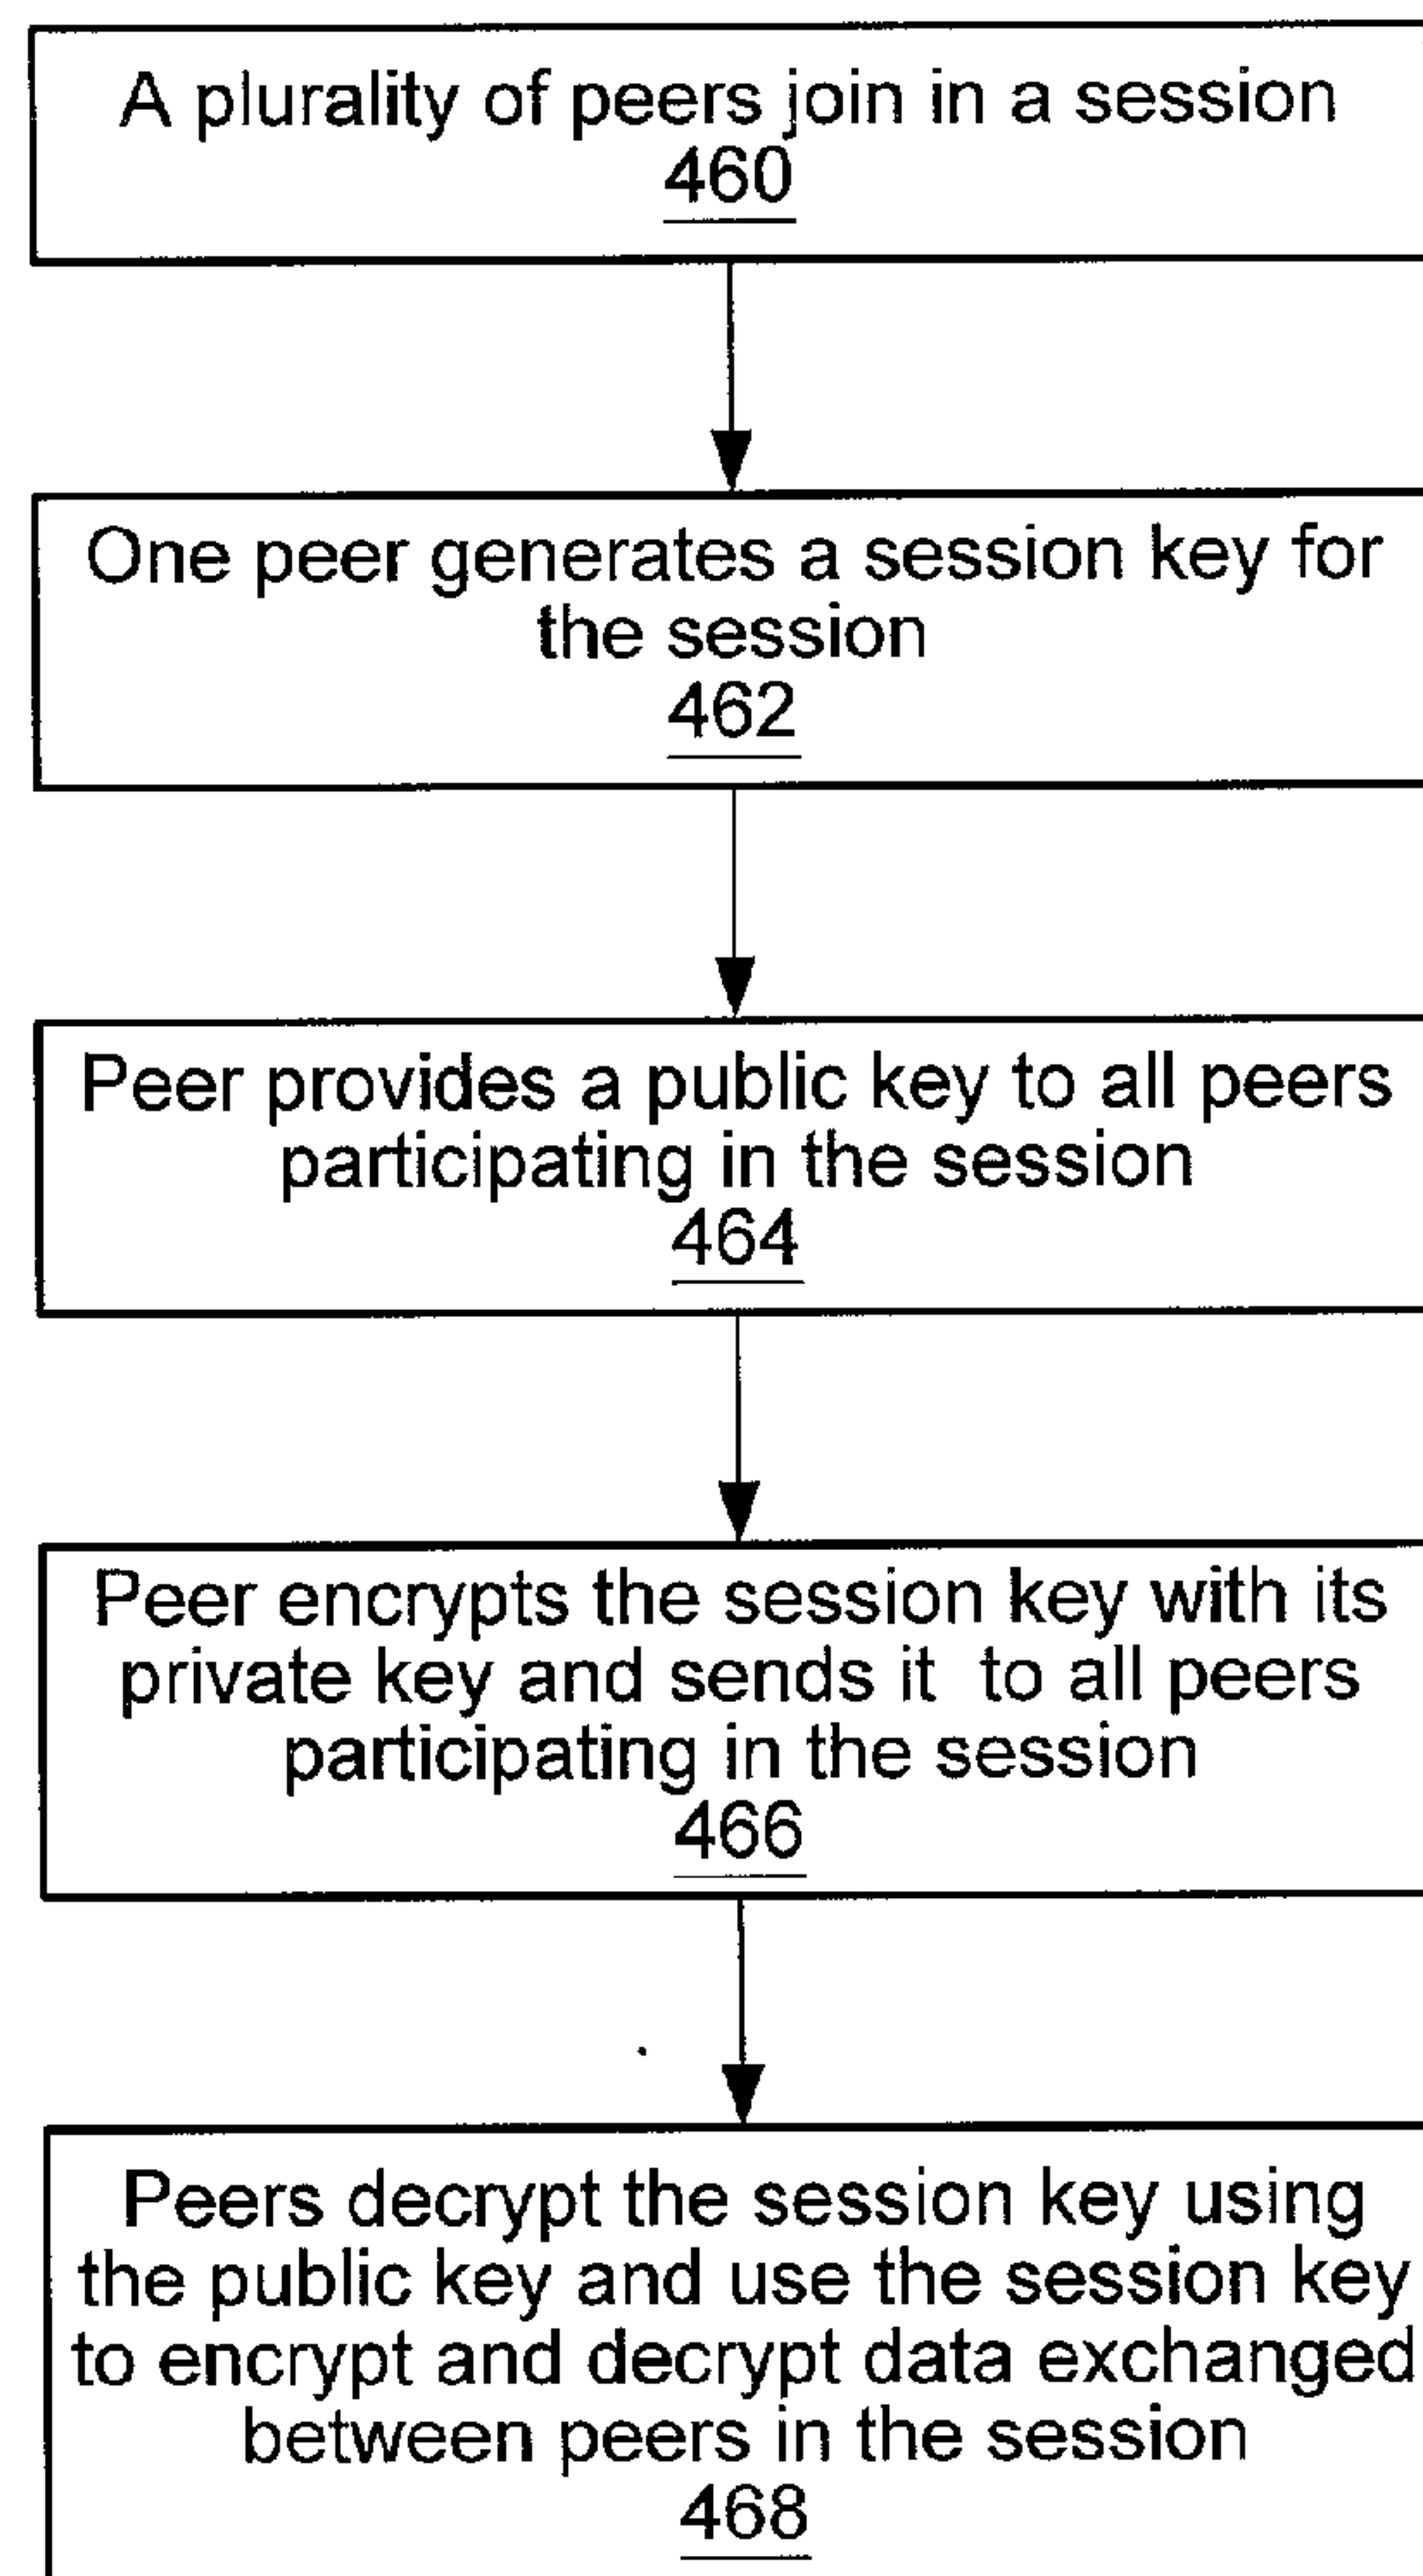 A plurality of peers join in a session
460
One peer generates a session key for
the session
462
Peer provides a public key to all peers
participating in the session
464
Peer encrypts the session key with its
private key and sends it to all peers
participating in the session
466
Peers decrypt the session key using
the public key and use the session key
to encrypt and decrypt data exchanged
between peers in the session
468